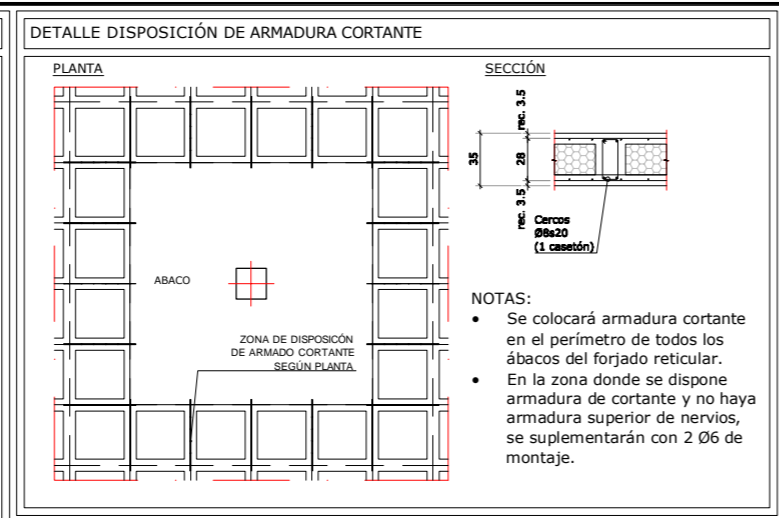 DETALLE DISPOSICIÓN DE ARMADURA CORTANTE
PLANTA
ABACO
ZONA DE DISPOSICÓN
DE ARMADO CORTANTE
SEGÚN PLANTA
SECCIÓN
rec. 3.5
35
28
rec. 3.5
Cercos
Ø8s20
(1 casetón)
NOTAS:
• Se colocará armadura cortante
en el perímetro de todos los
ábacos del forjado reticular.
• En la zona donde se dispone
armadura de cortante y no haya
armadura superior de nervios,
se suplementarán con 2 Ø6 de
montaje.